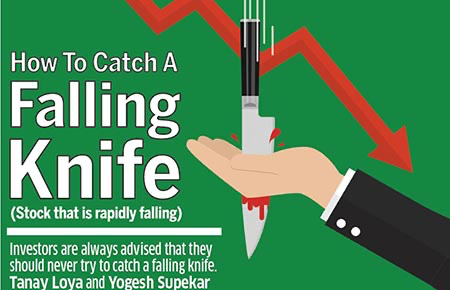 How To Catch A
Falling
Knife
(Stock that is rapidly falling)
Investors are always advised that they
should never try to catch a falling knife.
Tanay Loya and Yogesh Supekar